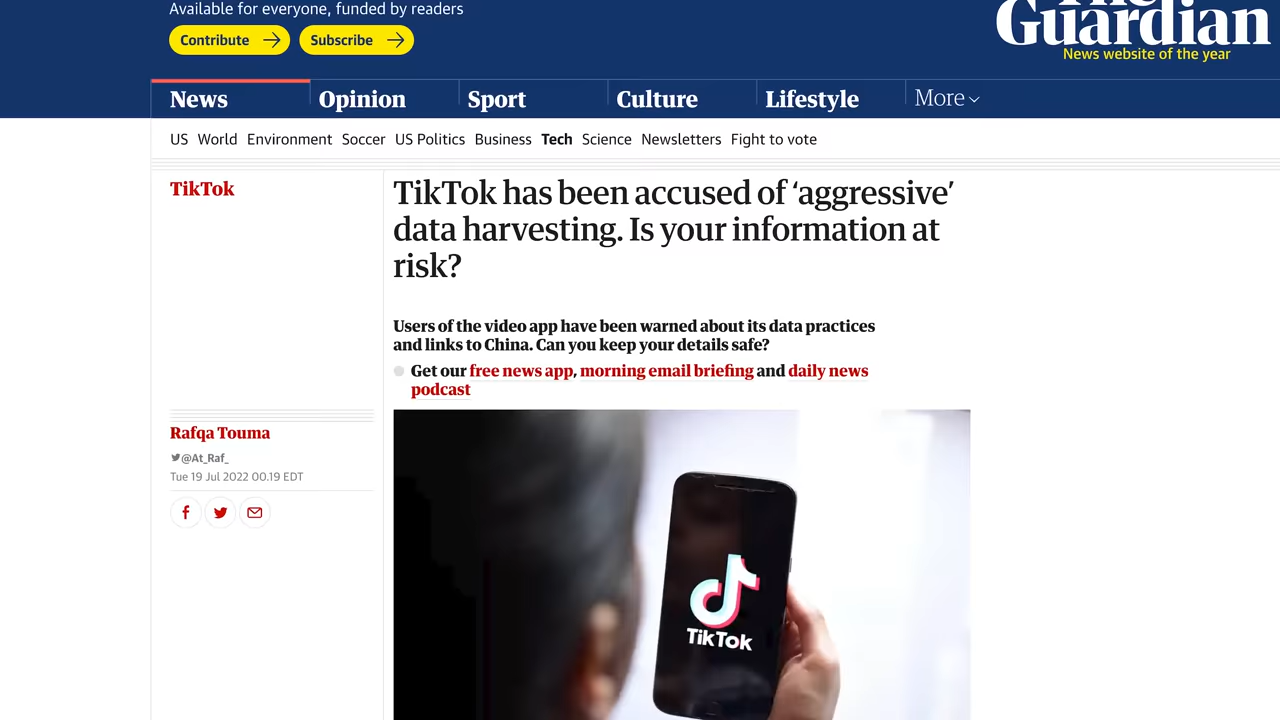 Available for everyone, funded by readers
Contribute
Subscribe
The
Guardian
News website of the year
News
Opinion
Sport
Culture
Lifestyle
More
US World Environment Soccer US Politics Business Tech Science Newsletters Fight to vote
TikTok
TikTok has been accused of ‘aggressive’
data harvesting. Is your information at
risk?
Users of the video app have been warned about its data practices
and links to China. Can you keep your details safe?
Get our free news app, morning email briefing and daily news
podcast
Rafqa Touma
@At_Raf_
Tue 19 Jul 2022 00.19 EDT
TikTok